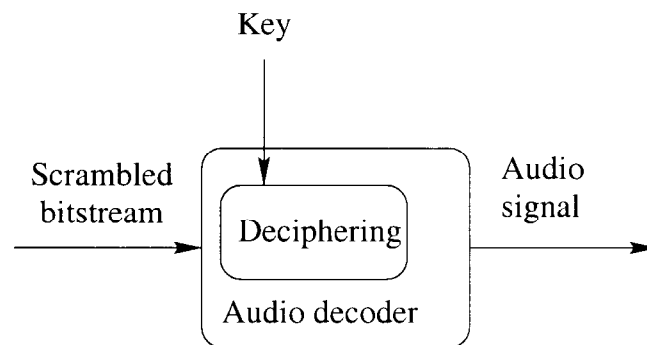 Key
Scrambled
bitstream
Deciphering
Audio decoder
Audio
signal